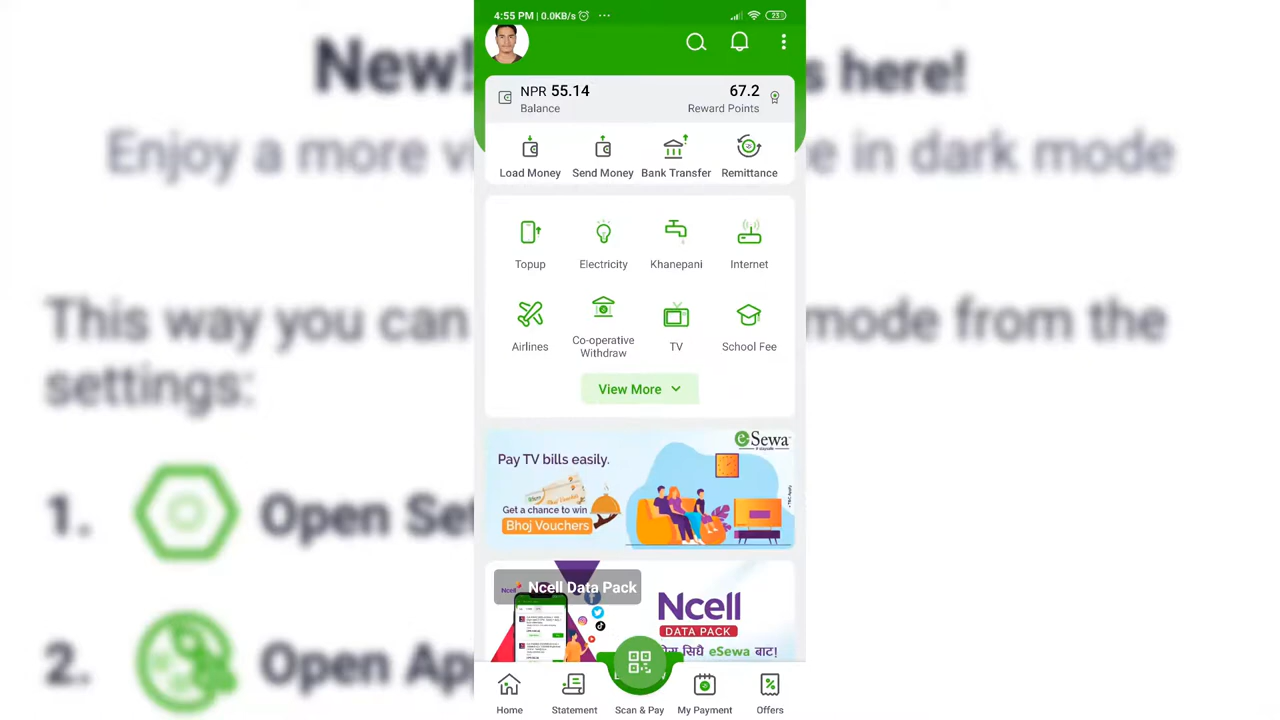 New!
s here!
Enjoy a more v
e in dark mode
This way you can
mode from the
settings:
1.
Open Set
2.
Open Ap
4:55 PM | 0.0KB/s
23
NPR 55.14
67.2
Balance
Reward Points
Load Money
Send Money
Bank Transfer
Remittance
Topup
Electricity
Khanepani
Internet
Airlines
Co-operative
Withdraw
TV
School Fee
View More
eSewa
Pay TV bills easily.
Get a chance to win
Bhoj Vouchers
Ncell
Ncell Data Pack
Ncell
DATA PACK
सिधै eSewa बाट!
Home
Statement
Scan & Pay
My Payment
Offers